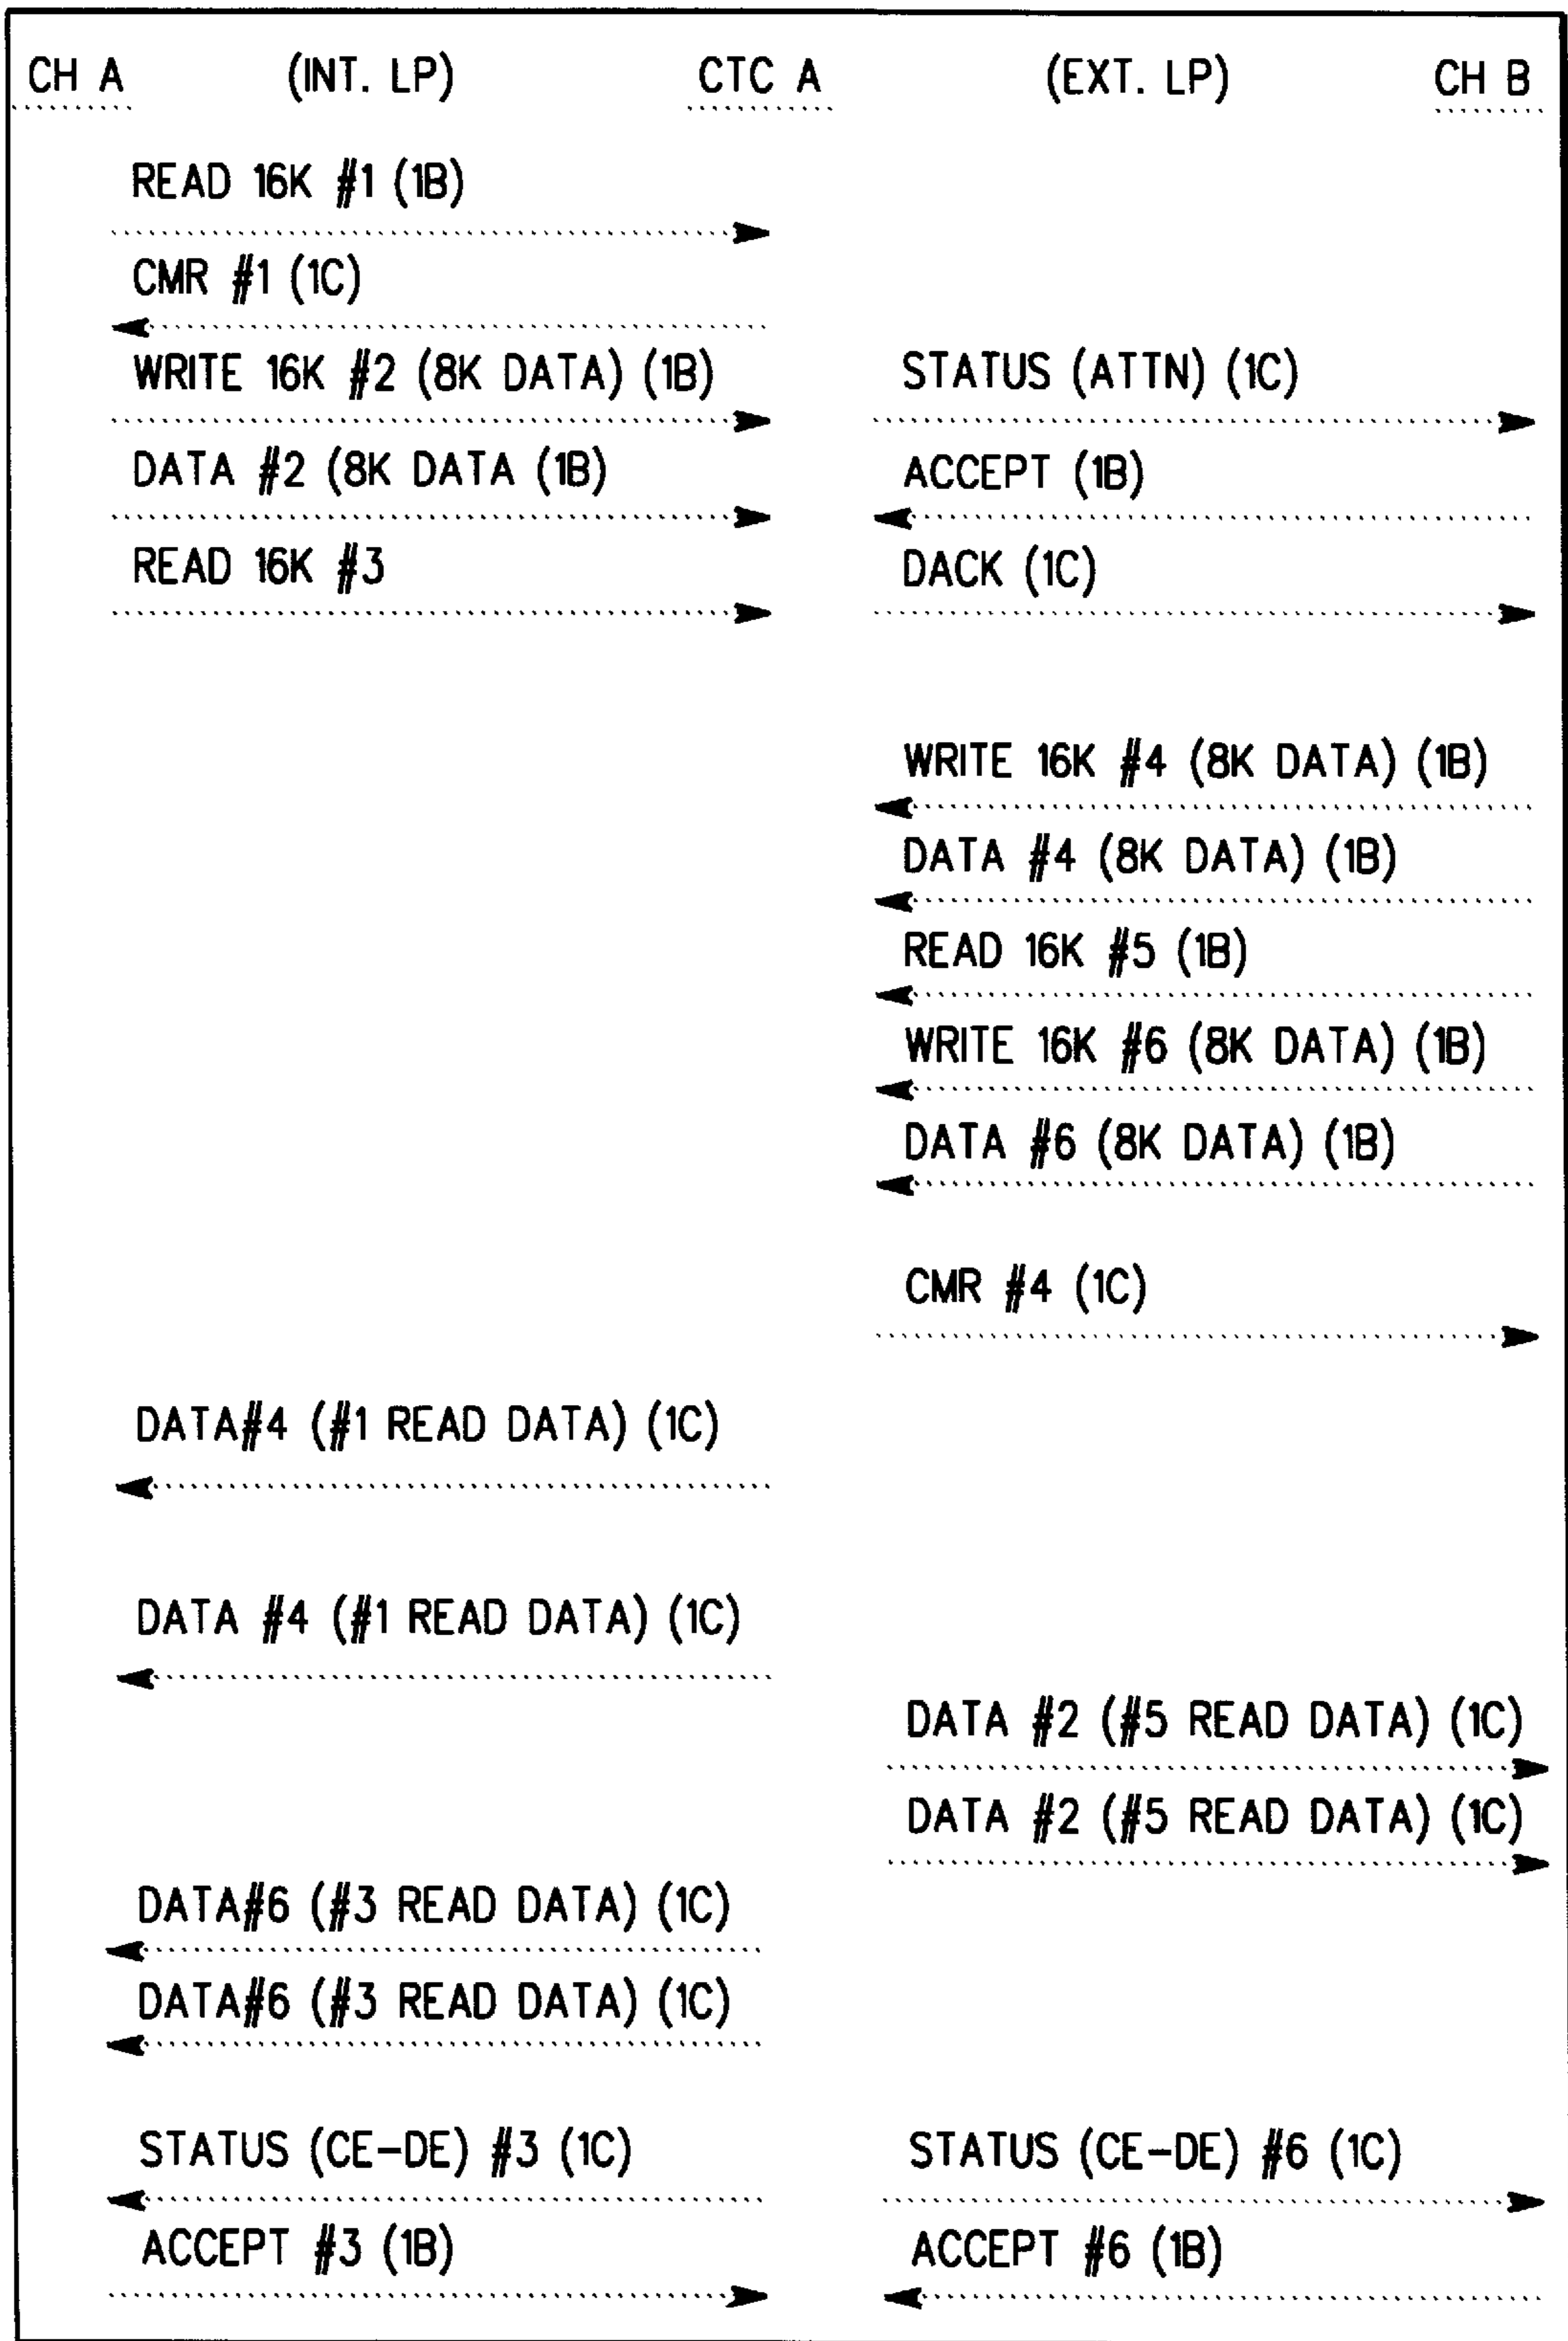 CH A (INT. LP) CTC A (EXT. LP) CH B
READ 16K #1 (1B)
CMR #1 (1C)
WRITE 16K #2 (8K DATA) (1B) STATUS (ATTN) (1C)
DATA #2 (8K DATA (1B) ACCEPT (1B)
READ 16K #3 DACK (1C)
WRITE 16K #4 (8K DATA) (1B)
DATA #4 (8K DATA) (1B)
READ 16K #5 (1B)
WRITE 16K #6 (8K DATA) (1B)
DATA #6 (8K DATA) (1B)
CMR #4 (1C)
DATA#4 (#1 READ DATA) (1C)
DATA #4 (#1 READ DATA) (1C)
DATA #2 (#5 READ DATA) (1C)
DATA #2 (#5 READ DATA) (1C)
DATA#6 (#3 READ DATA) (1C)
DATA#6 (#3 READ DATA) (1C)
STATUS (CE-DE) #3 (1C) STATUS (CE-DE) #6 (1C)
ACCEPT #3 (1B) ACCEPT #6 (1B)